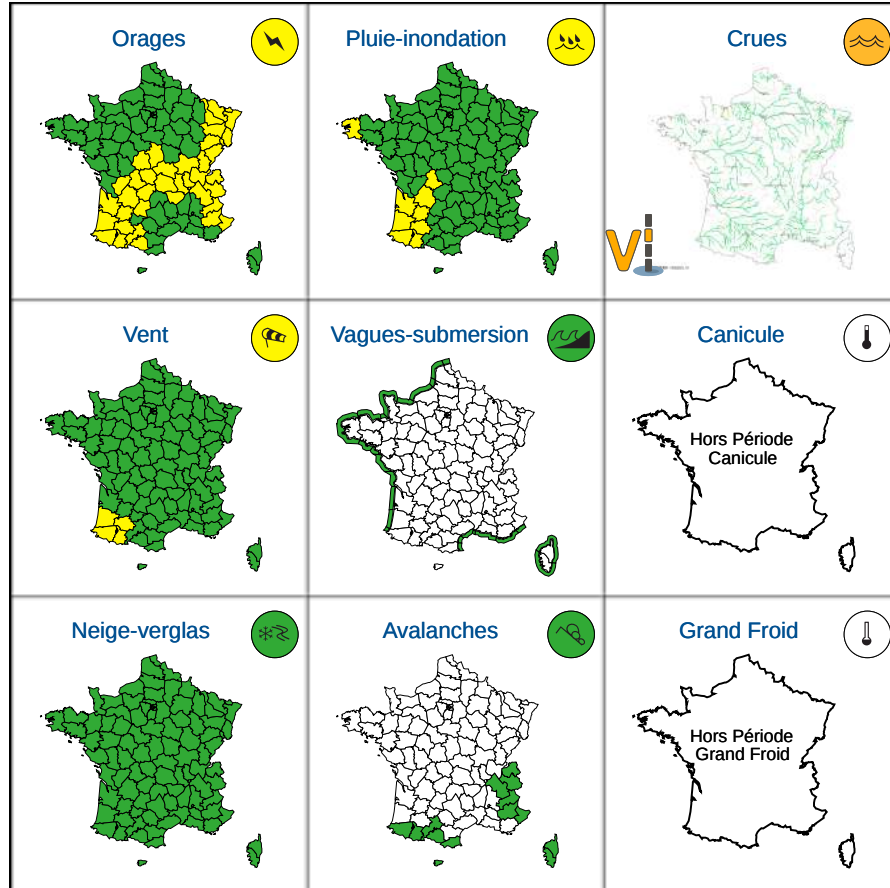 Orages
Pluie-inondation
Crues
Vi
Vent
Vagues-submersion
Canicule
Hors Période
Canicule
Neige-verglas
Avalanches
Grand Froid
Hors Période
Grand Froid